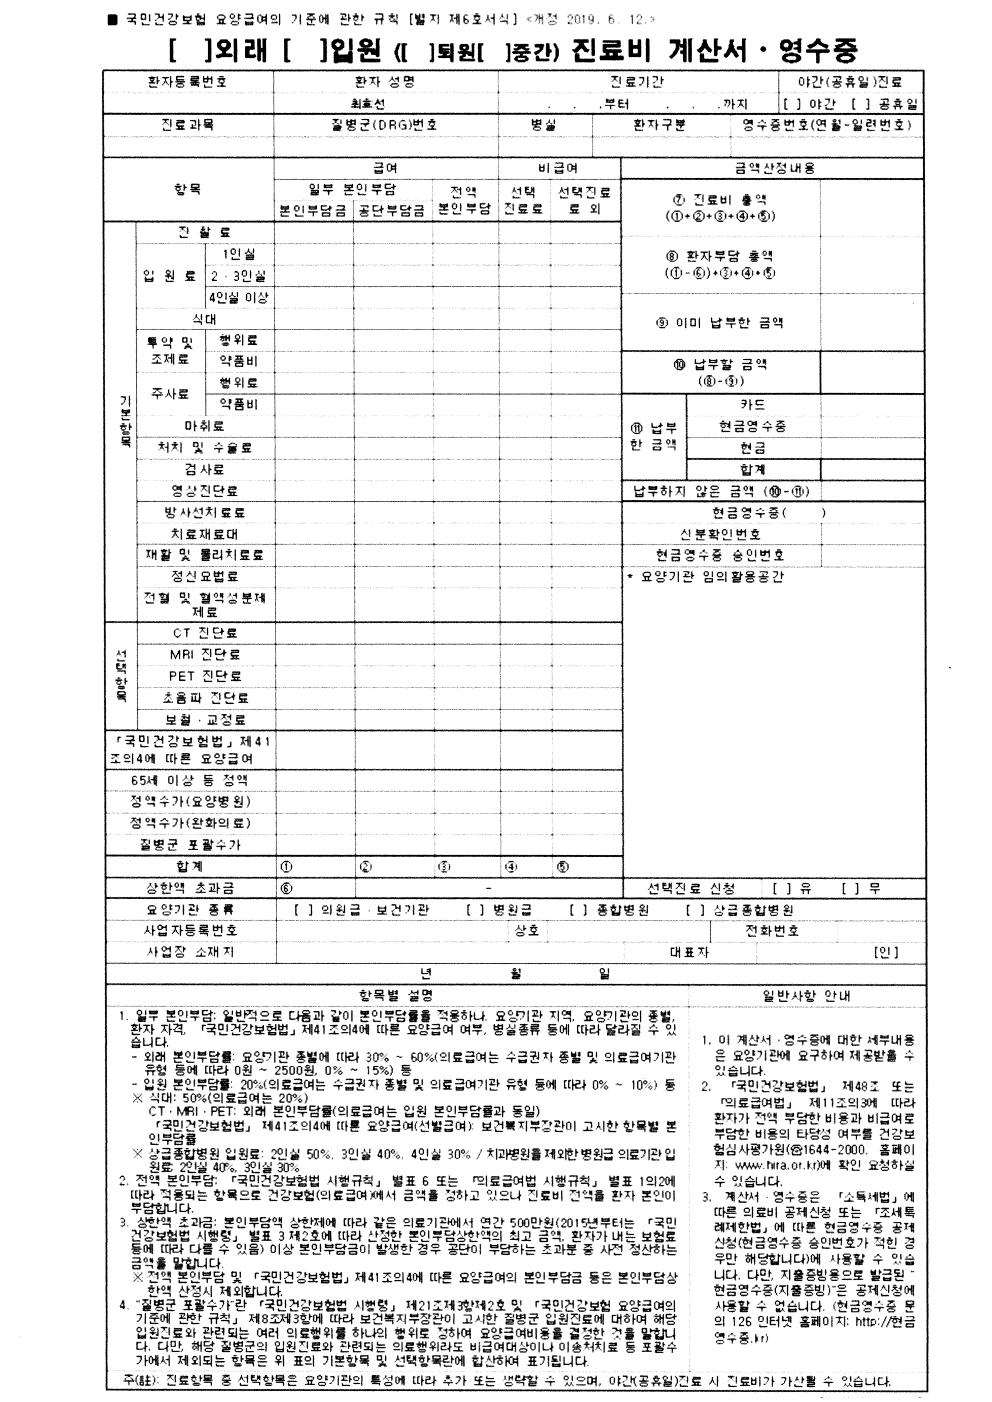 ■ 국민건강보험 요양급여의 기준에 관한 규칙 [별지 제6호서식] <개정 2019. 6. 12.>
[ ]외래 [ ]입원 ([ ]퇴원[ ]중간) 진료비 계산서·영수증
환자등록번호 환자 성명 진료기간 야간(공휴일)진료
최효선 . . .부터 . . .까지 [ ] 야간 [ ] 공휴일
진료과목 질병군(DRG)번호 병실 환자구분 영수증번호(연월-일련번호)
항목 급여 비급여 금액산정내용
일부 본인부담 전액 본인부담 선택 진료료 선택진료료 외
본인부담금 공단부담금
⑦ 진료비 총액
(①+②+③+④+⑤)
기본항목
진 찰 료
입 원 료 1인실
2·3인실
4인실 이상
⑧ 환자부담 총액
(①-⑥)+③+④+⑤
식대
⑨ 이미 납부한 금액
투약 및 조제료 행위료
약품비
⑩ 납부할 금액
(⑧-⑨)
주사료 행위료
약품비
⑪ 납부한 금액 카드
마취료 현금영수증
처치 및 수술료 현금
검사료 합계
영상진단료 납부하지 않은 금액 (⑩-⑪)
방사선치료료 현금영수증( )
치료재료대 신분확인번호
재활 및 물리치료료 현금영수증 승인번호
정신요법료 * 요양기관 임의활용공간
전혈 및 혈액성분제
제료
선택항목
CT 진단료
MRI 진단료
PET 진단료
초음파 진단료
보철·교정료
「국민건강보험법」제41
조의4에 따른 요양급여
65세 이상 등 정액
정액수가(요양병원)
정액수가(완화의료)
질병군 포괄수가
합계 ① ② ③ ④ ⑤
상한액 초과금 ⑥ - 선택진료 신청 [ ] 유 [ ] 무
요양기관 종류 [ ] 의원급·보건기관 [ ] 병원급 [ ] 종합병원 [ ] 상급종합병원
사업자등록번호 상호 전화번호
사업장 소재지 대표자 [인]
년 월 일
항목별 설명
1. 일부 본인부담: 일반적으로 다음과 같이 본인부담률을 적용하나, 요양기관 지역, 요양기관의 종별,
환자 자격, 「국민건강보험법」제41조의4에 따른 요양급여 여부, 병실종류 등에 따라 달라질 수 있
습니다.
- 외래 본인부담률: 요양기관 종별에 따라 30% ~ 60%(의료급여는 수급권자 종별 및 의료급여기관
유형 등에 따라 0원 ~ 2500원, 0% ~ 15%) 등
- 입원 본인부담률: 20%(의료급여는 수급권자 종별 및 의료급여기관 유형 등에 따라 0% ~ 10%) 등
※ 식대: 50%(의료급여는 20%)
CT·MRI·PET: 외래 본인부담률(의료급여는 입원 본인부담률과 동일)
「국민건강보험법」 제41조의4에 따른 요양급여(선별급여): 보건복지부장관이 고시한 항목별 본
인부담률
※ 상급종합병원 입원료: 2인실 50%, 3인실 40%, 4인실 30% / 치과병원을 제외한 병원급 의료기관 입
원료: 2인실 40%, 3인실 30%
2. 전액 본인부담: 「국민건강보험법 시행규칙」 별표 6 또는 「의료급여법 시행규칙」 별표 1의2에
따라 적용되는 항목으로 건강보험(의료급여)에서 금액을 정하고 있으나 진료비 전액을 환자 본인이
부담합니다.
3. 상한액 초과금: 본인부담액 상한제에 따라 같은 의료기관에서 연간 500만원(2015년부터는 「국민
건강보험법 시행령」 별표 3 제2호에 따라 산정한 본인부담상한액의 최고 금액, 환자가 내는 보험료
등에 따라 다를 수 있음) 이상 본인부담금이 발생한 경우 공단이 부담하는 초과분 중 사전 정산하는
금액을 말합니다.
※ 전액 본인부담 및 「국민건강보험법」제41조의4에 따른 요양급여의 본인부담금 등은 본인부담상
한액 산정시 제외합니다.
4. "질병군 포괄수가"란 「국민건강보험법 시행령」 제21조제3항제2호 및 「국민건강보험 요양급여의
기준에 관한 규칙」 제8조제3항에 따라 보건복지부장관이 고시한 질병군 입원진료에 대하여 해당
입원진료와 관련되는 여러 의료행위를 하나의 행위로 정하여 요양급여비용을 결정한 것을 말합니
다. 다만, 해당 질병군의 입원진료와 관련되는 의료행위라도 비급여대상이나 이송처치료 등 포괄수
가에서 제외되는 항목은 위 표의 기본항목 및 선택항목란에 합산하여 표기됩니다.
일반사항 안내
1. 이 계산서·영수증에 대한 세부내용
은 요양기관에 요구하여 제공받을 수
있습니다.
2. 「국민건강보험법」 제48조 또는
「의료급여법」 제11조의3에 따라
환자가 전액 부담한 비용과 비급여로
부담한 비용의 타당성 여부를 건강보
험심사평가원(☎1644-2000, 홈페이
지: www.hira.or.kr)에 확인 요청하실
수 있습니다.
3. 계산서·영수증은 「소득세법」에
따른 의료비 공제신청 또는 「조세특
례제한법」에 따른 현금영수증 공제
신청(현금영수증 승인번호가 적힌 경
우만 해당합니다)에 사용할 수 있습
니다. 다만, 지출증빙용으로 발급된 "
현금영수증(지출증빙)"은 공제신청에
사용할 수 없습니다. (현금영수증 문
의 126 인터넷 홈페이지: http://현금
영수증.kr)
주(註): 진료항목 중 선택항목은 요양기관의 특성에 따라 추가 또는 생략할 수 있으며, 야간(공휴일)진료 시 진료비가 가산될 수 있습니다.